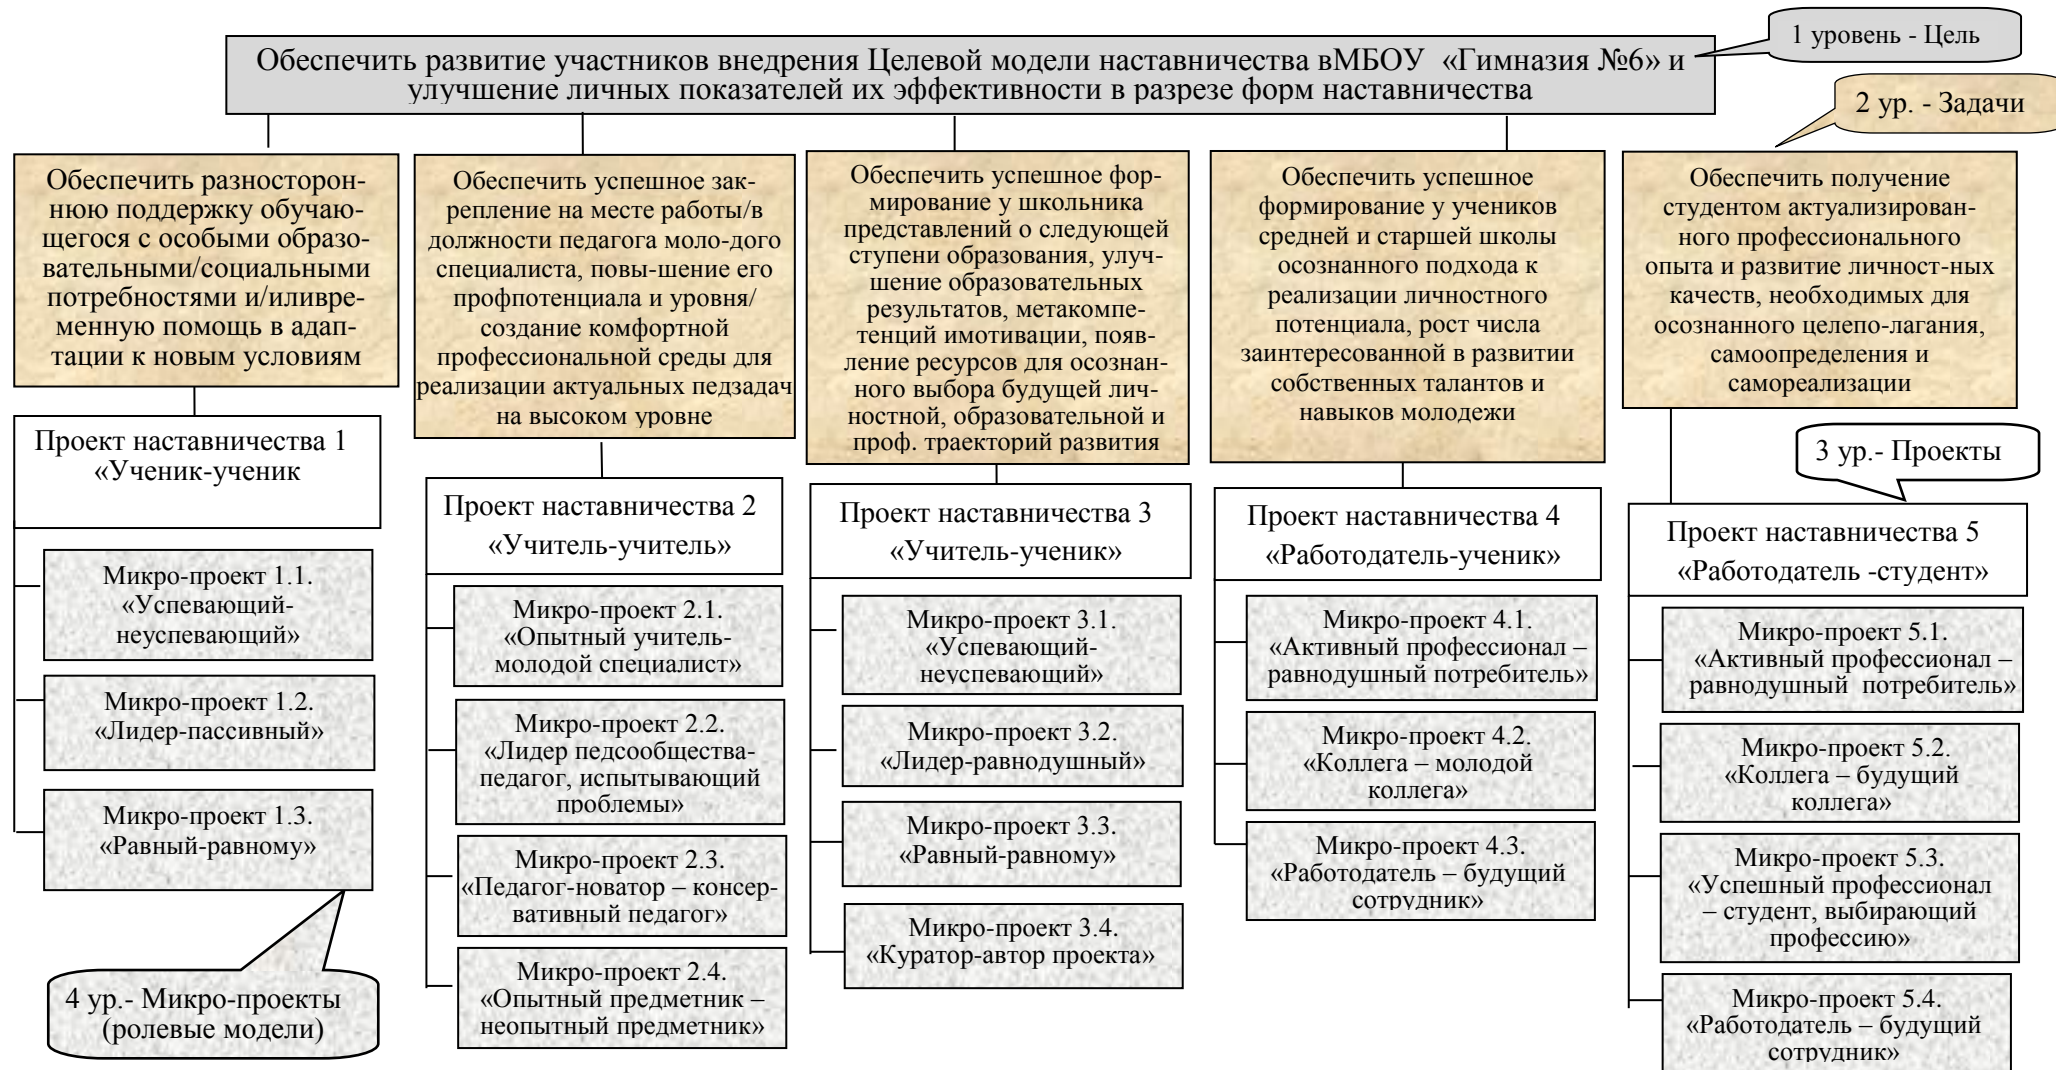 1 уровень - Цель
Обеспечить развитие участников внедрения Целевой модели наставничества вМБОУ «Гимназия №6» и
улучшение личных показателей их эффективности в разрезе форм наставничества
2 ур. - Задачи
Обеспечить разносторон-
нюю поддержку обучаю-
щегося с особыми образо-
вательными/социальными
потребностями и/иливре-
менную помощь в адап-
тации к новым условиям
Обеспечить успешное зак-
репление на месте работы/в
должности педагога моло-дого
специалиста, повы-шение его
профпотенциала и уровня/
создание комфортной
профессиональной среды для
реализации актуальных педзадач
на высоком уровне
Обеспечить успешное фор-
мирование у школьника
представлений о следующей
ступени образования, улуч-
шение образовательных
результатов, метакомпе-
тенций имотивации, появ-
ление ресурсов для осознан-
ного выбора будущей лич-
ностной, образовательной и
проф. траекторий развития
Обеспечить успешное
формирование у учеников
средней и старшей школы
осознанного подхода к
реализации личностного
потенциала, рост числа
заинтересованной в развитии
собственных талантов и
навыков молодежи
Обеспечить получение
студентом актуализирован-
ного профессионального
опыта и развитие личност-ных
качеств, необходимых для
осознанного целепо-лагания,
самоопределения и
самореализации
3 ур.- Проекты
Проект наставничества 1
«Ученик-ученик
Проект наставничества 2
«Учитель-учитель»
Проект наставничества 3
«Учитель-ученик»
Проект наставничества 4
«Работодатель-ученик»
Проект наставничества 5
«Работодатель -студент»
Микро-проект 1.1.
«Успевающий-
неуспевающий»
Микро-проект 1.2.
«Лидер-пассивный»
Микро-проект 1.3.
«Равный-равному»
4 ур.- Микро-проекты
(ролевые модели)
Микро-проект 2.1.
«Опытный учитель-
молодой специалист»
Микро-проект 2.2.
«Лидер педсообщества-
педагог, испытывающий
проблемы»
Микро-проект 2.3.
«Педагог-новатор – консер-
вативный педагог»
Микро-проект 2.4.
«Опытный предметник –
неопытный предметник»
Микро-проект 3.1.
«Успевающий-
неуспевающий»
Микро-проект 3.2.
«Лидер-равнодушный»
Микро-проект 3.3.
«Равный-равному»
Микро-проект 3.4.
«Куратор-автор проекта»
Микро-проект 4.1.
«Активный профессионал –
равнодушный потребитель»
Микро-проект 4.2.
«Коллега – молодой
коллега»
Микро-проект 4.3.
«Работодатель – будущий
сотрудник»
Микро-проект 5.1.
«Активный профессионал –
равнодушный потребитель»
Микро-проект 5.2.
«Коллега – будущий
коллега»
Микро-проект 5.3.
«Успешный профессионал
– студент, выбирающий
профессию»
Микро-проект 5.4.
«Работодатель – будущий
сотрудник»